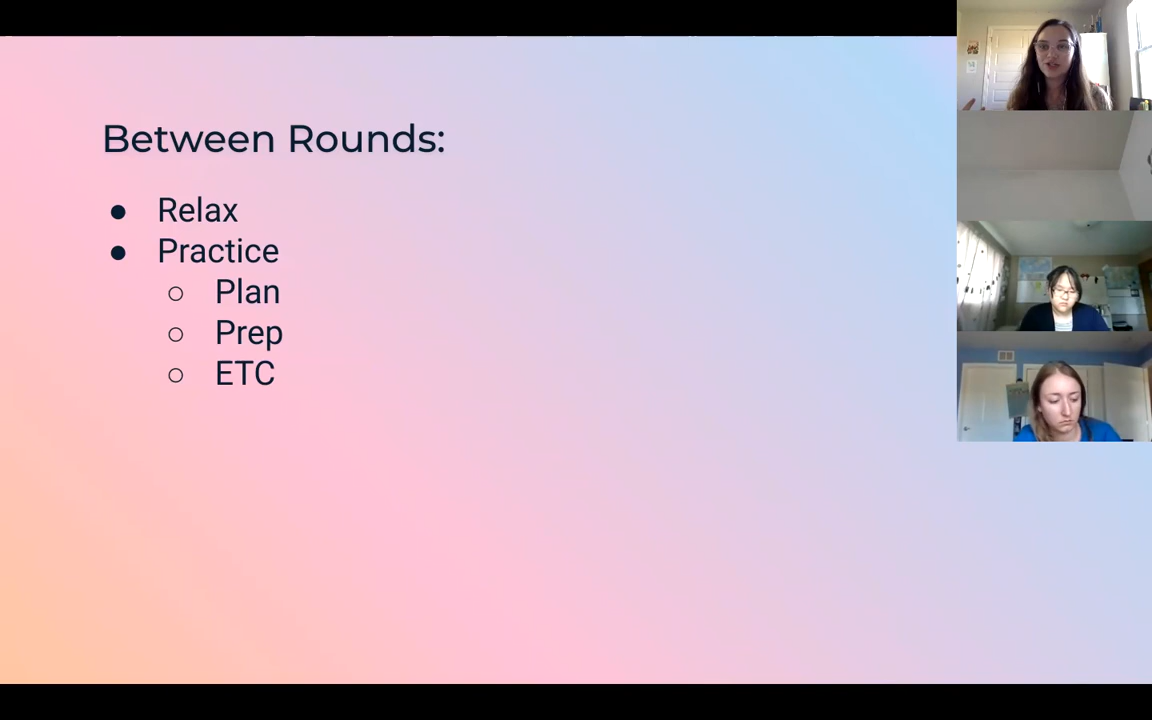 Between Rounds:
● Relax
● Practice
○ Plan
○ Prep
○ ETC